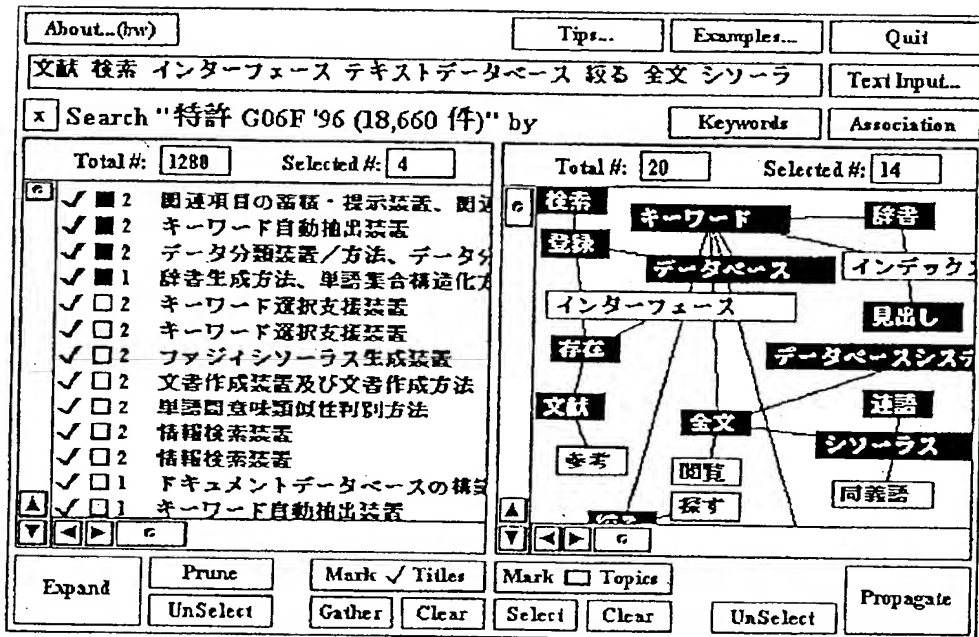 About...(hw) Tips... Examples... Quit
文献 検索 インターフェース テキストデータベース 絞る 全文 シソーラ Text Input...
x Search "特許 G06F '96 (18,660 件)" by Keywords Association
Total #: 1280 Selected #: 4
Total #: 20 Selected #: 14
2 関連項目の蓄積・提示装置、関連
2 キーワード自動抽出装置
2 データ分類装置/方法、データ分
1 辞書生成方法、単語集合構造化方
2 キーワード選択支援装置
2 キーワード選択支援装置
2 ファジィシソーラス生成装置
2 文書作成装置及び文書作成方法
2 単語間意味類似性判別方法
2 情報検索装置
2 情報検索装置
1 ドキュメントデータベースの構築
1 キーワード自動抽出装置
検索
キーワード
辞書
登録
データベース
インデックス
インターフェース
見出し
存在
データベースシステ
文献
全文
連語
シソーラス
参考
閲覧
同義語
探す
絞る
Expand Prune Mark ✓ Titles Mark □ Topics Propagate
UnSelect Gather Clear Select Clear UnSelect